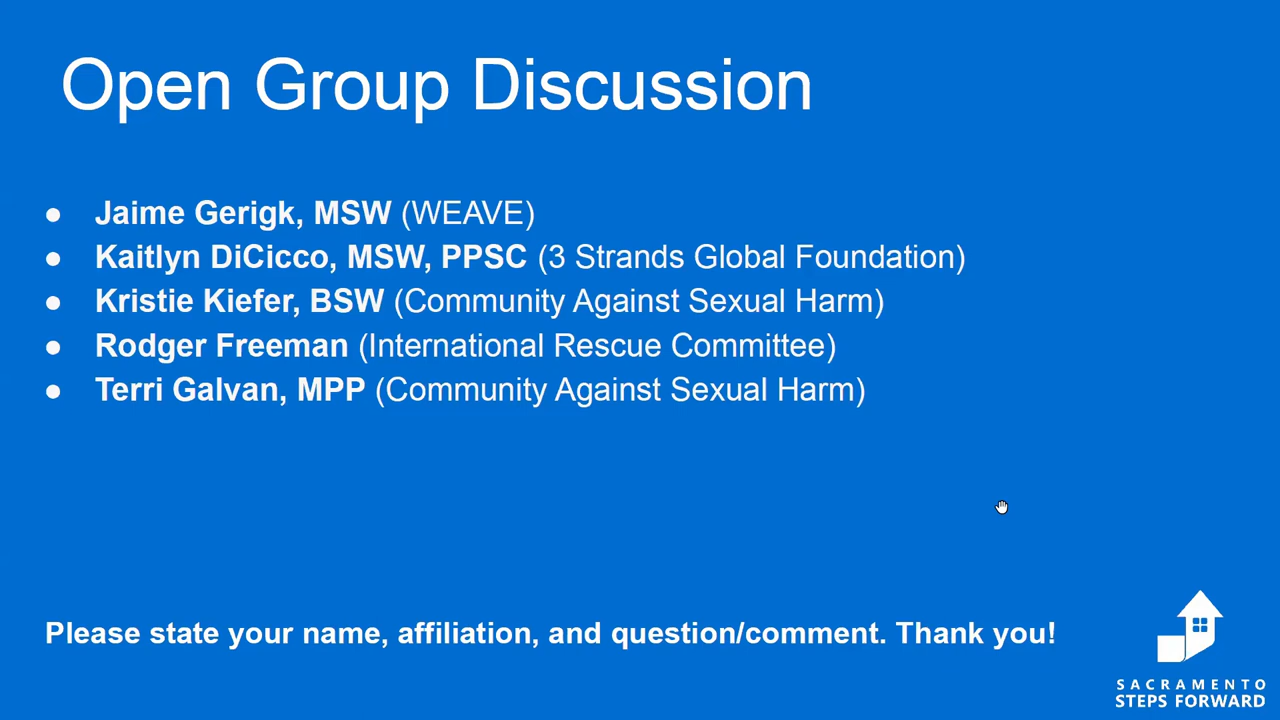 Open Group Discussion
● Jaime Gerigk, MSW (WEAVE)
● Kaitlyn DiCicco, MSW, PPSC (3 Strands Global Foundation)
● Kristie Kiefer, BSW (Community Against Sexual Harm)
● Rodger Freeman (International Rescue Committee)
● Terri Galvan, MPP (Community Against Sexual Harm)
Please state your name, affiliation, and question/comment. Thank you!
SACRAMENTO
STEPS FORWARD